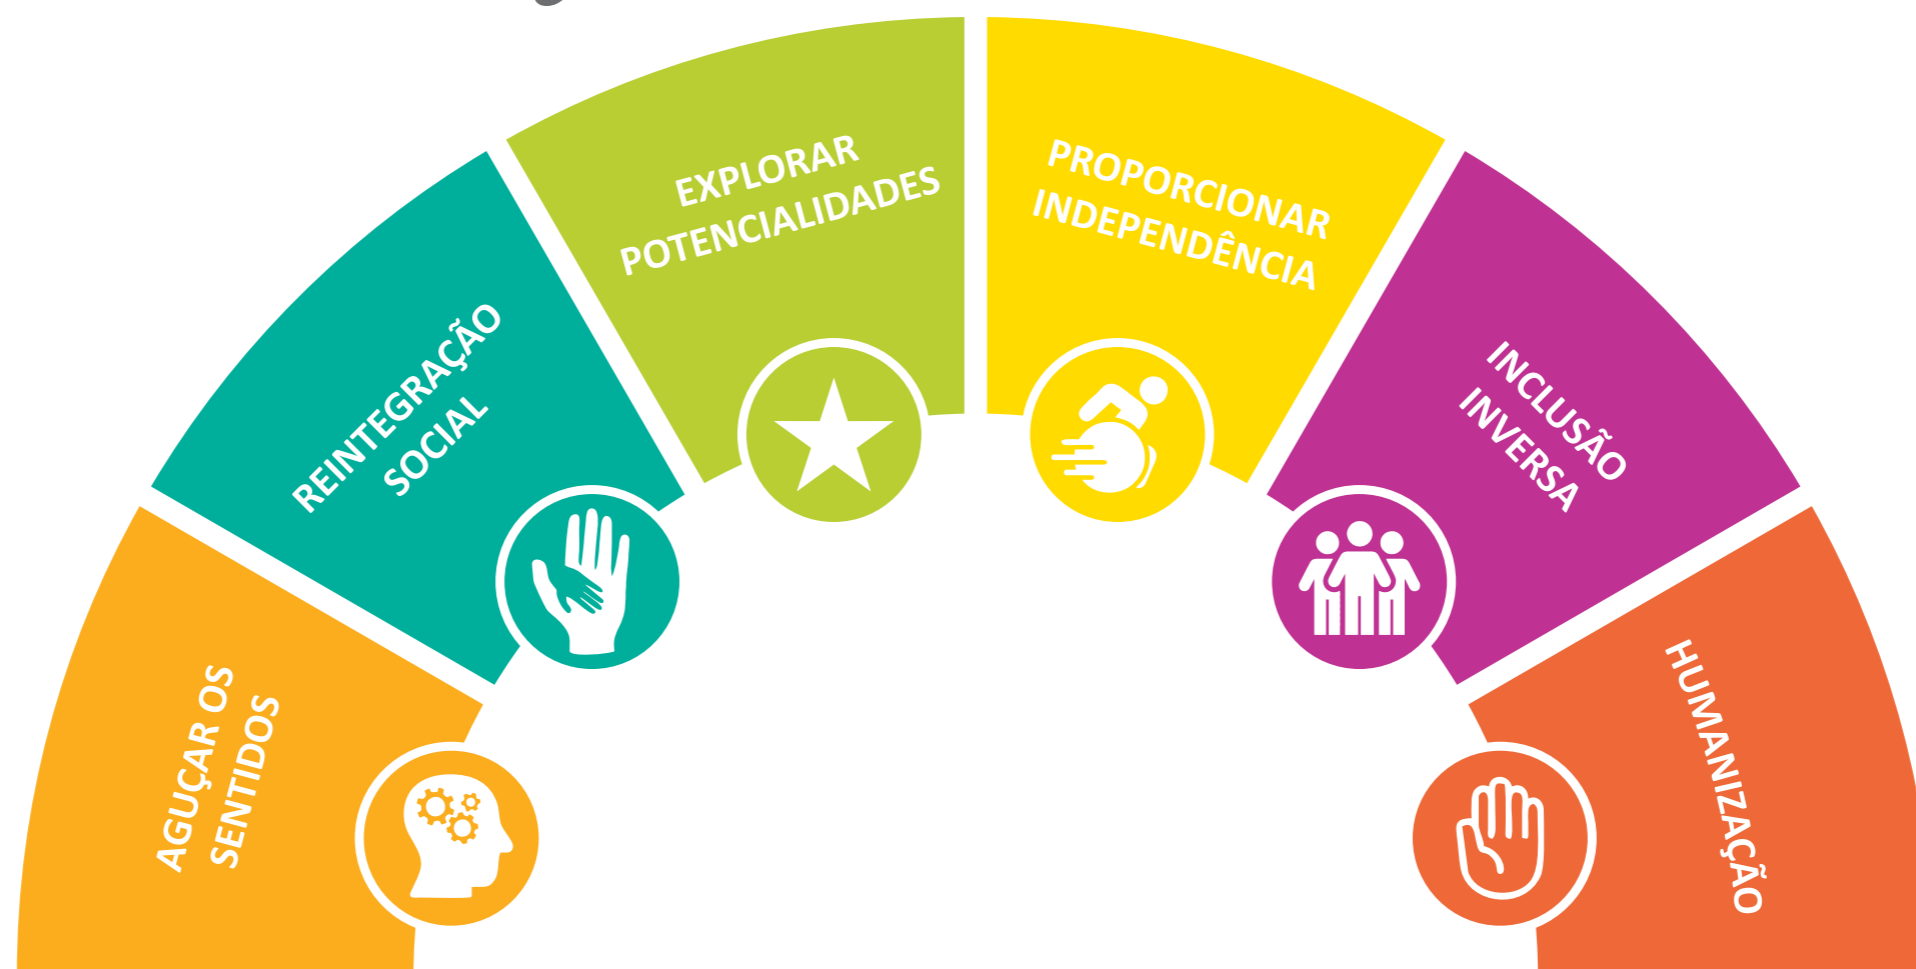 AGUÇAR OS
SENTIDOS
REINTEGRAÇÃO
SOCIAL
EXPLORAR
POTENCIALIDADES
PROPORCIONAR
INDEPENDÊNCIA
INCLUSÃO
INVERSA
HUMANIZAÇÃO